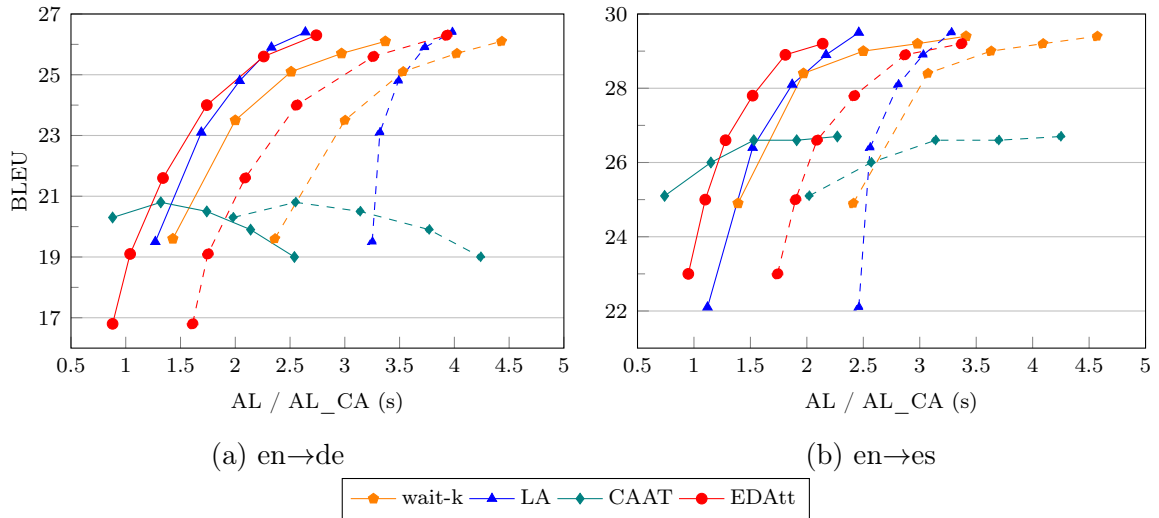 BLEU
27
25
23
21
19
17
0.5 1 1.5 2 2.5 3 3.5 4 4.5 5
AL / AL_CA (s)
(a) en→de
30
28
26
24
22
0.5 1 1.5 2 2.5 3 3.5 4 4.5 5
AL / AL_CA (s)
(b) en→es
wait-k LA CAAT EDAtt